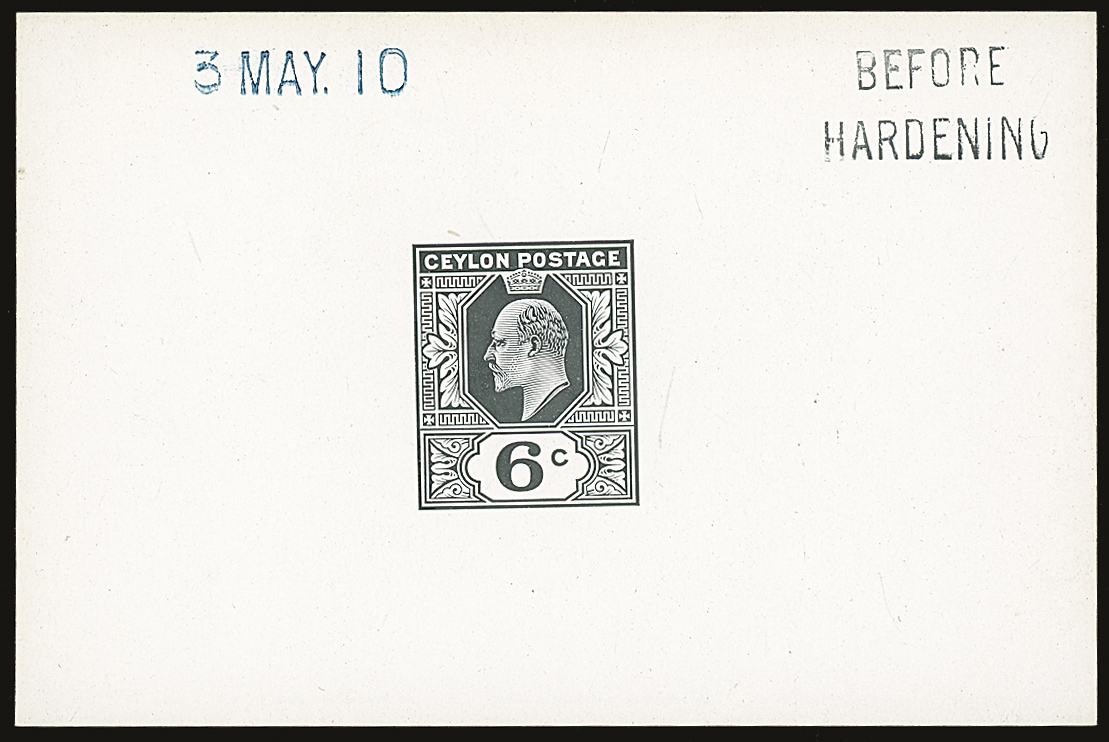 3 MAY. 10
BEFORE
HARDENING
CEYLON POSTAGE
6c